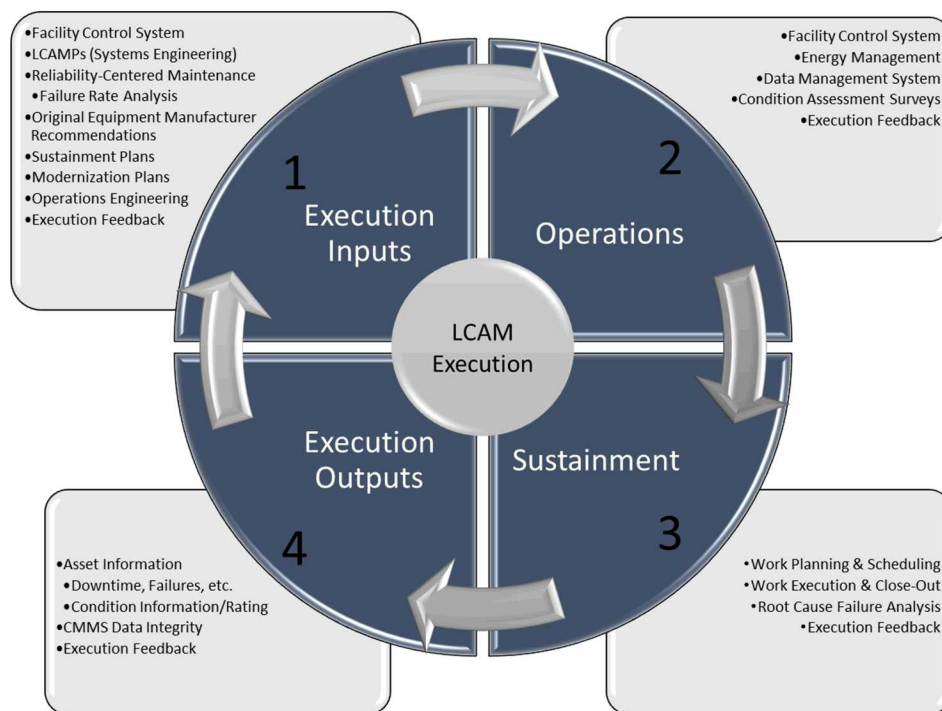 •Facility Control System
•LCAMPs (Systems Engineering)
•Reliability-Centered Maintenance
•Failure Rate Analysis
•Original Equipment Manufacturer
Recommendations
•Sustainment Plans
•Modernization Plans
•Operations Engineering
•Execution Feedback
•Facility Control System
•Energy Management
•Data Management System
•Condition Assessment Surveys
•Execution Feedback
1
Execution
Inputs
2
Operations
LCAM
Execution
Execution
Outputs
4
Sustainment
3
•Asset Information
•Downtime, Failures, etc.
•Condition Information/Rating
•CMMS Data Integrity
•Execution Feedback
•Work Planning & Scheduling
•Work Execution & Close-Out
•Root Cause Failure Analysis
•Execution Feedback